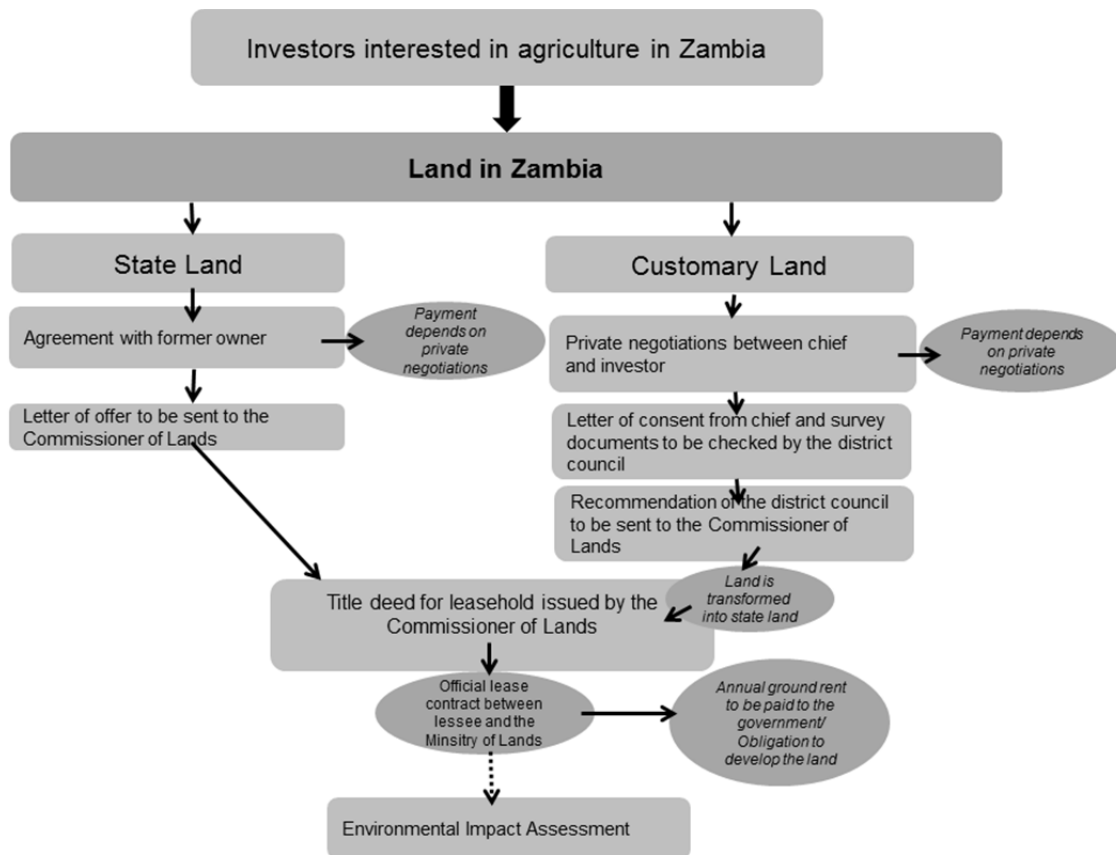 Investors interested in agriculture in Zambia
Land in Zambia
State Land
Customary Land
Agreement with former owner
Payment
depends on
private
negotiations
Private negotiations between chief
and investor
Payment depends
on private
negotiations
Letter of offer to be sent to the
Commissioner of Lands
Letter of consent from chief and survey
documents to be checked by the district
council
Recommendation of the district council
to be sent to the Commissioner of
Lands
Land is
transformed
into state land
Title deed for leasehold issued by the
Commissioner of Lands
Official lease
contract between
lessee and the
Minsitry of Lands
Annual ground rent
to be paid to the
government/
Obligation to
develop the land
Environmental Impact Assessment